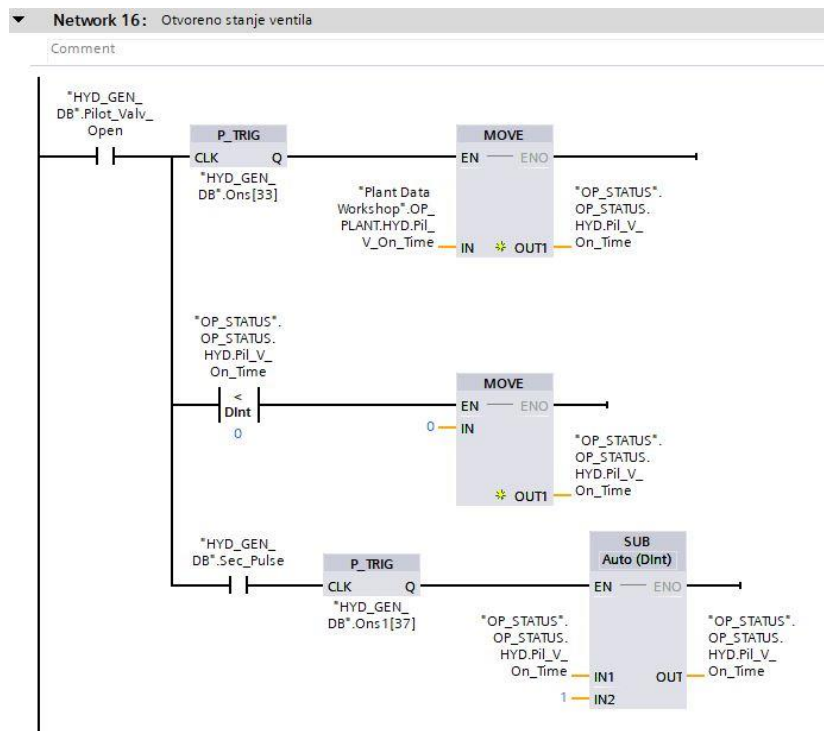 Network 16: Otvoreno stanje ventila
Comment
"HYD_GEN_
DB".Pilot_Valv_
Open
P_TRIG
CLK Q
"HYD_GEN_
DB".Ons[33]
MOVE
EN ENO
"Plant Data
Workshop".OP_
PLANT.HYD.Pil_
V_On_Time
IN OUT1
"OP_STATUS".
OP_STATUS.
HYD.Pil_V_
On_Time
"OP_STATUS".
OP_STATUS.
HYD.Pil_V_
On_Time
<
DInt
0
MOVE
EN ENO
0 IN
OUT1
"OP_STATUS".
OP_STATUS.
HYD.Pil_V_
On_Time
"HYD_GEN_
DB".Sec_Pulse
P_TRIG
CLK Q
"HYD_GEN_
DB".Ons1[37]
SUB
Auto (DInt)
EN ENO
"OP_STATUS".
OP_STATUS.
HYD.Pil_V_
On_Time
IN1 OUT
1 IN2
"OP_STATUS".
OP_STATUS.
HYD.Pil_V_
On_Time